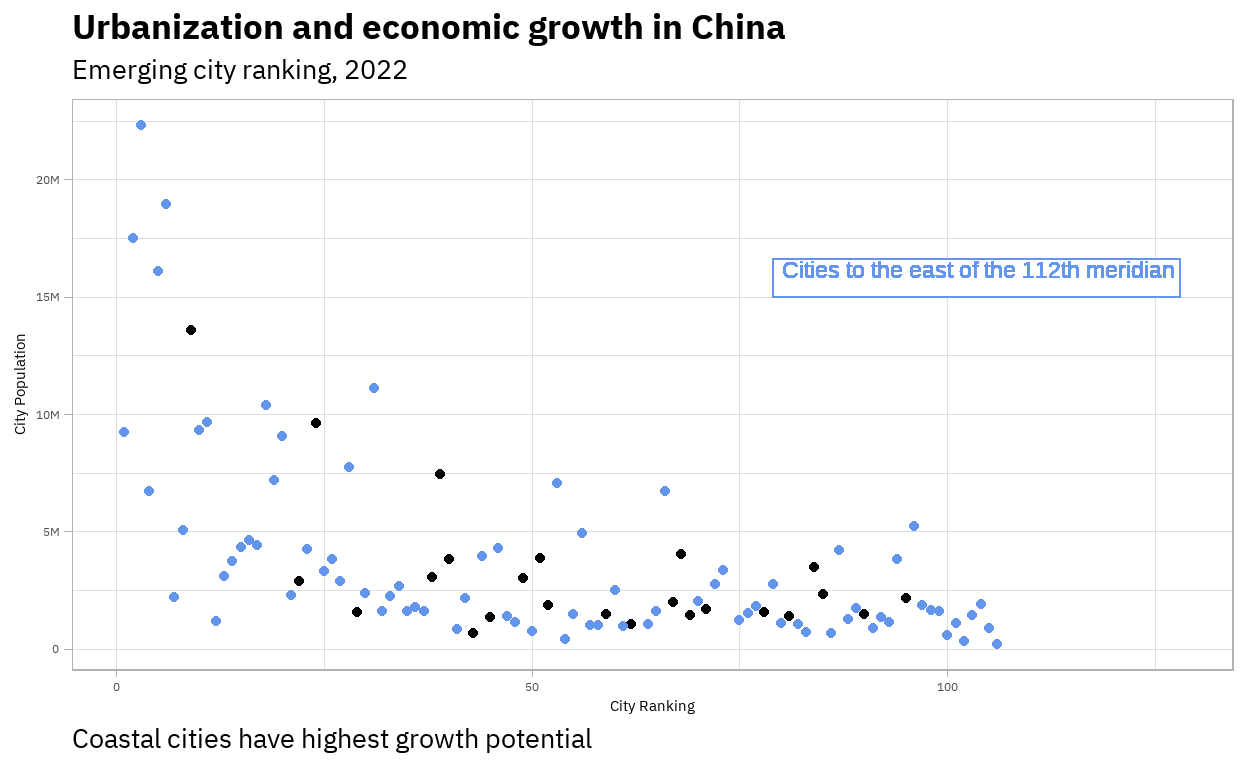 Urbanization and economic growth in China
Emerging city ranking, 2022
20M
15M
10M
5M
0
City Population
Cities to the east of the 112th meridian
0
50
100
City Ranking
Coastal cities have highest growth potential